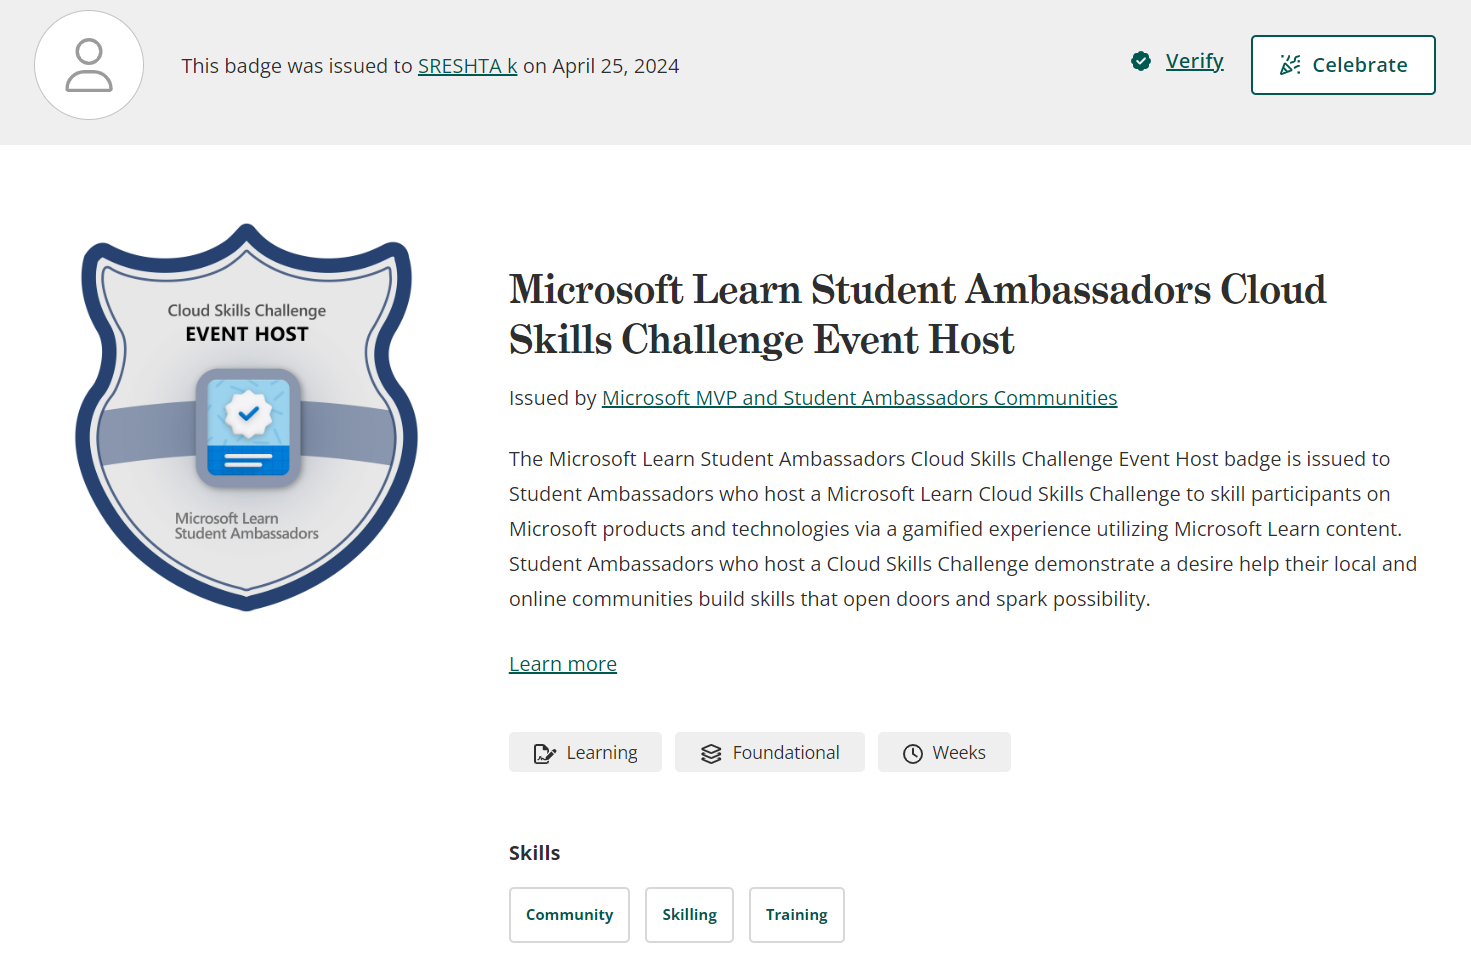 This badge was issued to SRESHTA k on April 25, 2024
Verify
Celebrate
Cloud Skills Challenge
EVENT HOST
Microsoft Learn
Student Ambassadors
Microsoft Learn Student Ambassadors Cloud
Skills Challenge Event Host
Issued by Microsoft MVP and Student Ambassadors Communities
The Microsoft Learn Student Ambassadors Cloud Skills Challenge Event Host badge is issued to
Student Ambassadors who host a Microsoft Learn Cloud Skills Challenge to skill participants on
Microsoft products and technologies via a gamified experience utilizing Microsoft Learn content.
Student Ambassadors who host a Cloud Skills Challenge demonstrate a desire help their local and
online communities build skills that open doors and spark possibility.
Learn more
Learning
Foundational
Weeks
Skills
Community
Skilling
Training